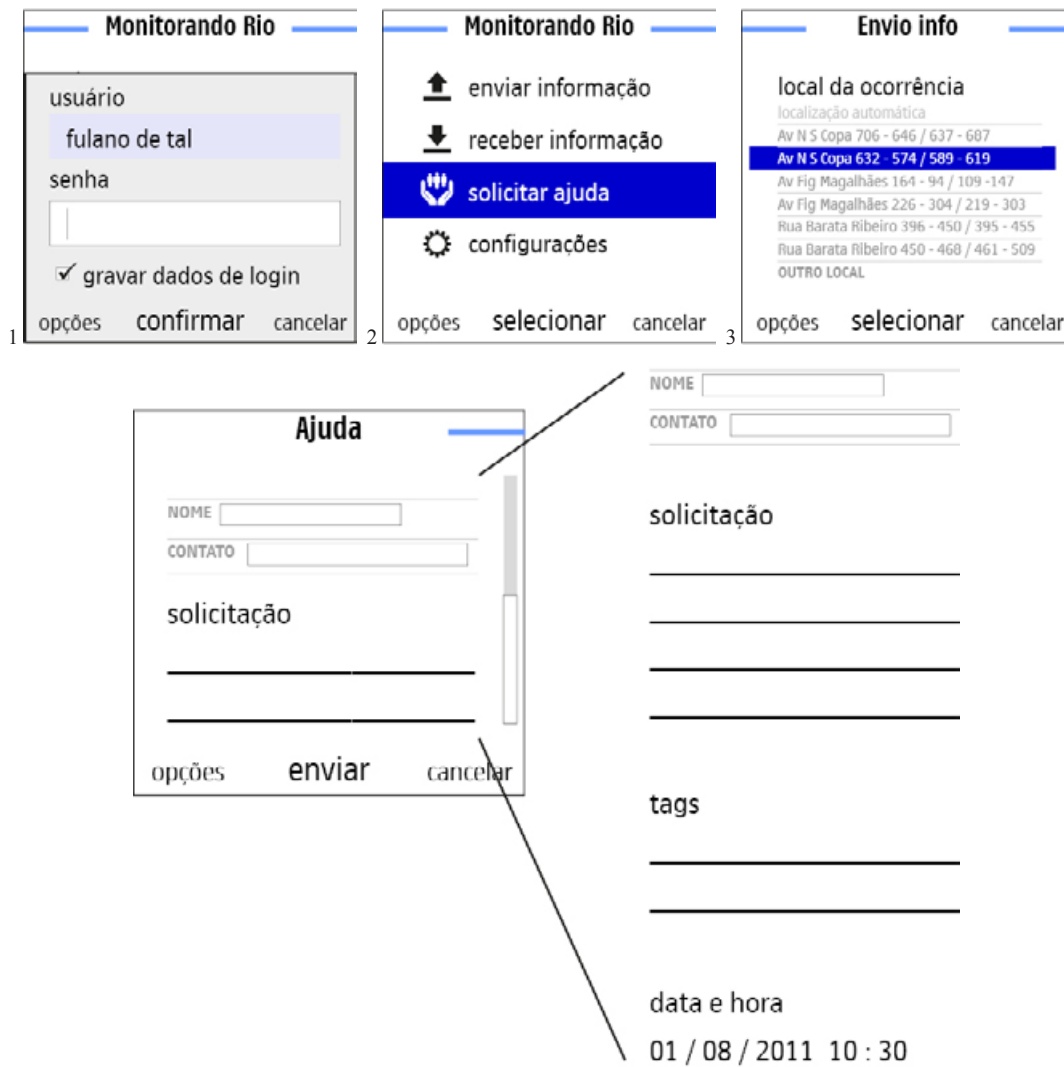 Monitorando Rio
usuário
fulano de tal
senha
gravar dados de login
opções confirmar cancelar
1
Monitorando Rio
enviar informação
receber informação
solicitar ajuda
configurações
opções selecionar cancelar
2
Envio info
local da ocorrência
localização automática
Av N S Copa 706 - 646 / 637 - 687
Av N S Copa 632 - 574 / 589 - 619
Av Fig Magalhães 164 - 94 / 109 -147
Av Fig Magalhães 226 - 304 / 219 - 303
Rua Barata Ribeiro 396 - 450 / 395 - 455
Rua Barata Ribeiro 450 - 468 / 461 - 509
OUTRO LOCAL
opções selecionar cancelar
3
Ajuda
NOME
CONTATO
solicitação
opções enviar cancelar
NOME
CONTATO
solicitação
tags
data e hora
01 / 08 / 2011 10 : 30